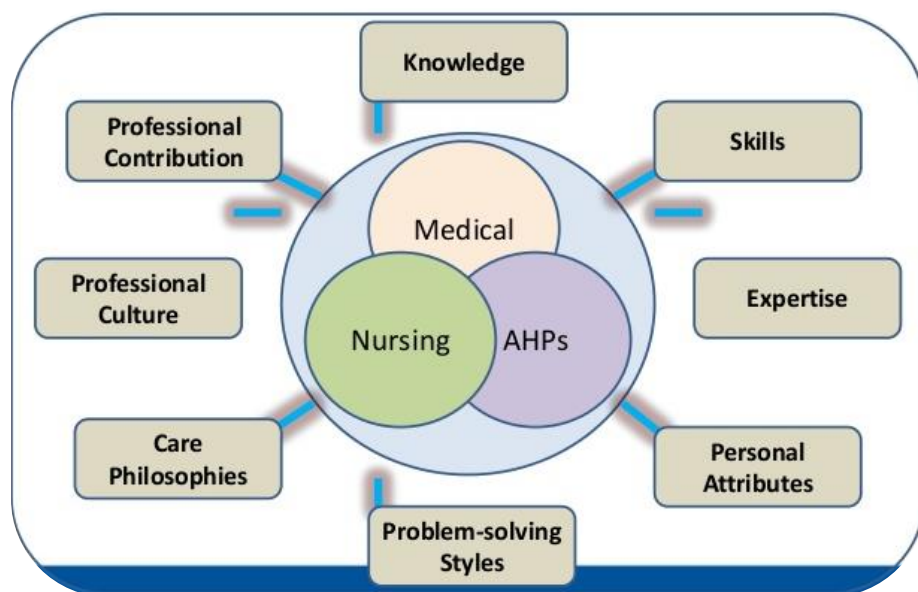 Knowledge
Professional
Contribution
Skills
Medical
Professional
Culture
Expertise
Nursing
AHPs
Care
Philosophies
Personal
Attributes
Problem-solving
Styles